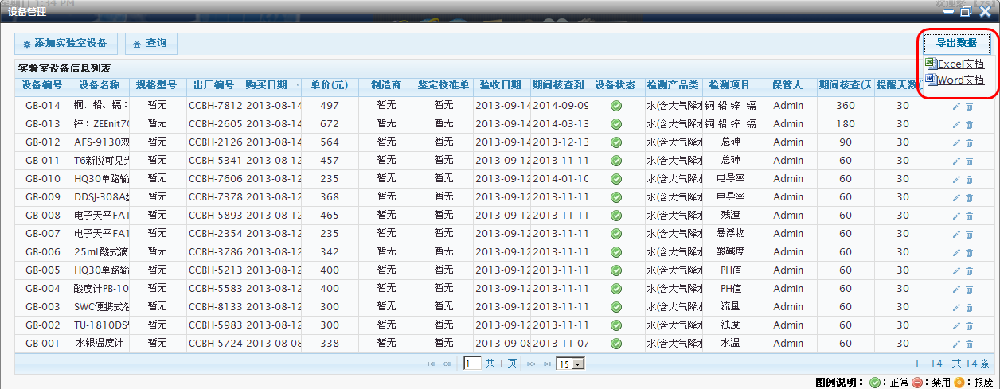 星期日 1:34 PM
设备管理
添加实验室设备 查询 导出数据
Excel文档
Word文档
实验室设备信息列表
设备编号 设备名称 规格型号 出厂编号 购买日期 单价(元) 制造商 鉴定校准单 验收日期 期间核查到 设备状态 检测产品类 检测项目 保管人 期间核查(天 提醒天数(
GB-014 铜、铅、镉: 暂无 CCBH-7812 2013-08-14 497 暂无 暂无 2013-09-14 2014-09-09 水(含大气降水 铜 铅 锌 镉 Admin 360 30
GB-013 锌:ZEEnit70 暂无 CCBH-2605 2013-08-14 672 暂无 暂无 2013-09-14 2014-03-13 水(含大气降水 铜 铅 锌 镉 Admin 180 30
GB-012 AFS-9130双 暂无 CCBH-2126 2013-08-14 564 暂无 暂无 2013-09-14 2013-12-13 水(含大气降水 总砷 Admin 90 30
GB-011 T6新悦可见光 暂无 CCBH-5341 2013-08-12 457 暂无 暂无 2013-09-12 2013-11-11 水(含大气降水 总砷 Admin 60 30
GB-010 HQ30单路输 暂无 CCBH-7606 2013-08-12 235 暂无 暂无 2013-09-12 2014-01-10 水(含大气降水 电导率 Admin 60 30
GB-009 DDSJ-308A型 暂无 CCBH-7378 2013-08-12 368 暂无 暂无 2013-09-12 2013-11-11 水(含大气降水 电导率 Admin 60 30
GB-008 电子天平FA1 暂无 CCBH-5893 2013-08-12 465 暂无 暂无 2013-09-12 2013-11-11 水(含大气降水 残渣 Admin 60 30
GB-007 电子天平FA1 暂无 CCBH-2354 2013-08-12 235 暂无 暂无 2013-09-12 2013-11-11 水(含大气降水 悬浮物 Admin 60 30
GB-006 25mL酸式滴 暂无 CCBH-3786 2013-08-12 342 暂无 暂无 2013-09-12 2013-11-11 水(含大气降水 酸碱度 Admin 60 30
GB-005 HQ30单路输 暂无 CCBH-5213 2013-08-12 400 暂无 暂无 2013-09-12 2013-11-11 水(含大气降水 PH值 Admin 60 30
GB-004 酸度计PB-10 暂无 CCBH-5583 2013-08-12 400 暂无 暂无 2013-09-12 2013-11-11 水(含大气降水 PH值 Admin 60 30
GB-003 SWC便携式智 暂无 CCBH-8133 2013-08-12 300 暂无 暂无 2013-09-12 2013-11-11 水(含大气降水 流量 Admin 60 30
GB-002 TU-1810DS 暂无 CCBH-5983 2013-08-12 300 暂无 暂无 2013-09-12 2013-11-11 水(含大气降水 浊度 Admin 60 30
GB-001 水银温度计 暂无 CCBH-5724 2013-08-08 338 暂无 暂无 2013-09-08 2013-11-07 水(含大气降水 水温 Admin 60 30
1 共 1 页 15 1 - 14 共 14 条
图例说明: :正常 :禁用 :报废